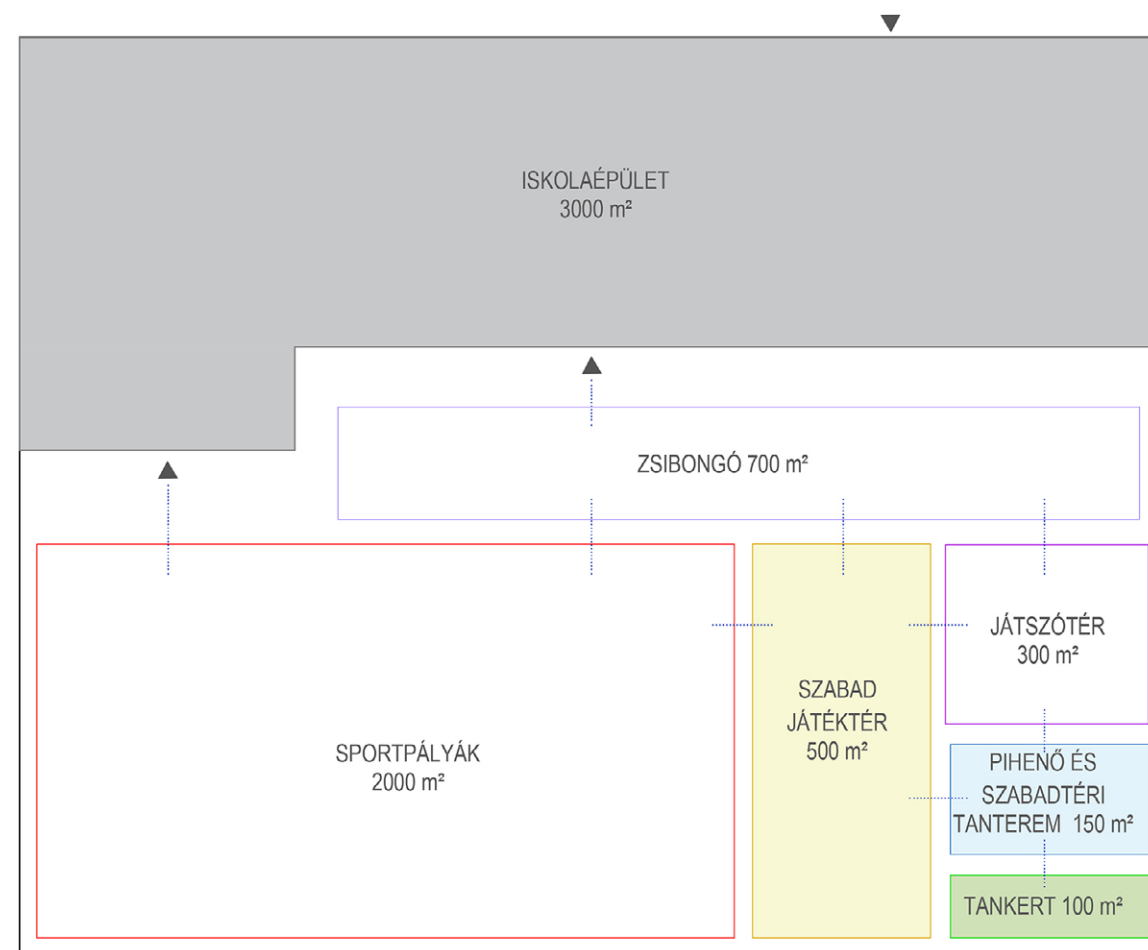 ISKOLAÉPÜLET
3000 m²
ZSIBONGÓ 700 m²
SPORTPÁLYÁK
2000 m²
SZABAD
JÁTÉKTÉR
500 m²
JÁTSZÓTÉR
300 m²
PIHENŐ ÉS
SZABADTÉRI
TANTEREM 150 m²
TANKERT 100 m²